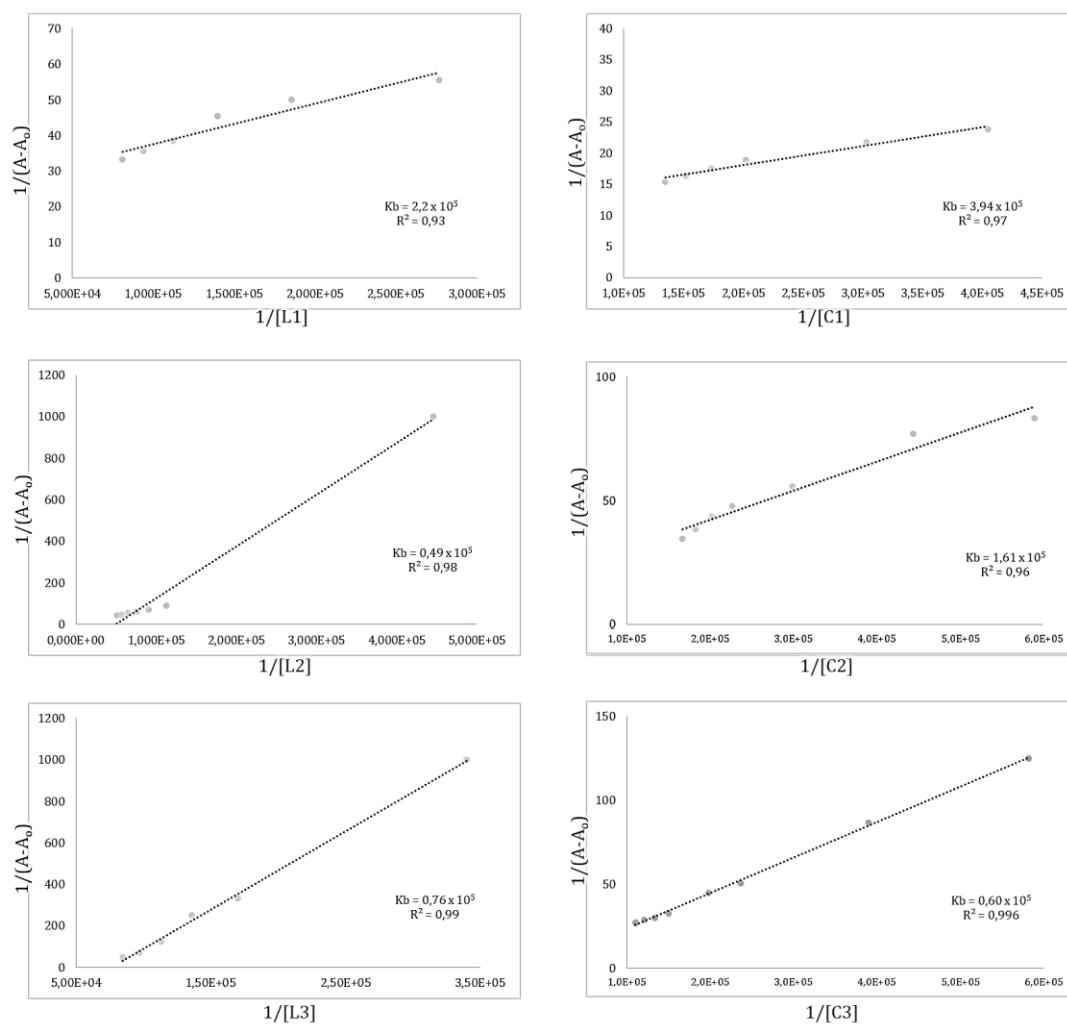 70
60
50
40
30
20
10
0
1/(A-Aₒ)
Kb = 2,2 x 10⁵
R² = 0,93
5,000E+04 1,000E+05 1,500E+05 2,000E+05 2,500E+05 3,000E+05
1/[L1]
40
35
30
25
20
15
10
5
0
1/(A-Aₒ)
Kb = 3,94 x 10⁵
R² = 0,97
1,0E+05 1,5E+05 2,0E+05 2,5E+05 3,0E+05 3,5E+05 4,0E+05 4,5E+05
1/[C1]
1200
1000
800
600
400
200
0
1/(A-Aₒ)
Kb = 0,49 x 10⁵
R² = 0,98
0,000E+00 1,000E+05 2,000E+05 3,000E+05 4,000E+05 5,000E+05
1/[L2]
100
50
0
1/(A-Aₒ)
Kb = 1,61 x 10⁵
R² = 0,96
1,0E+05 2,0E+05 3,0E+05 4,0E+05 5,0E+05 6,0E+05
1/[C2]
1200
1000
800
600
400
200
0
1/(A-Aₒ)
Kb = 0,76 x 10⁵
R² = 0,99
5,00E+04 1,50E+05 2,50E+05 3,50E+05
1/[L3]
150
100
50
0
1/(A-Aₒ)
Kb = 0,60 x 10⁵
R² = 0,996
1,0E+05 2,0E+05 3,0E+05 4,0E+05 5,0E+05 6,0E+05
1/[C3]